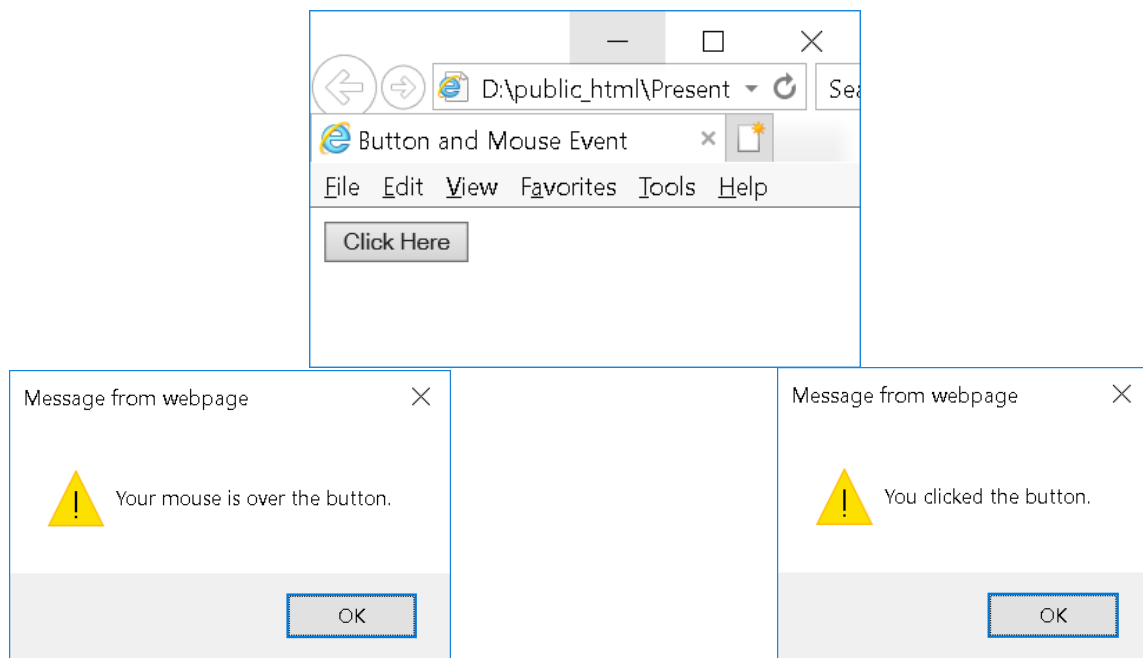 D:\public_html\Present
Button and Mouse Event
File Edit View Favorites Tools Help
Click Here
Message from webpage
Your mouse is over the button.
OK
Message from webpage
You clicked the button.
OK